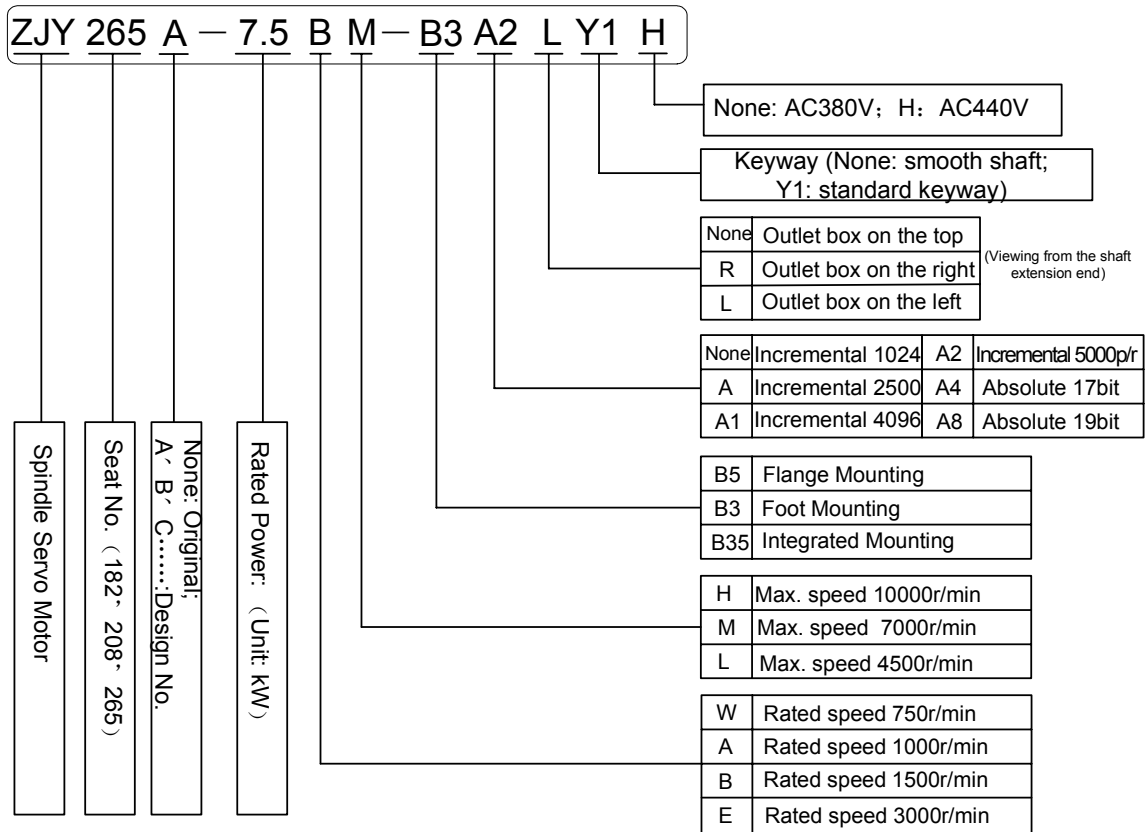 ZJY 265 A — 7.5 B M — B3 A2 L Y1 H
None: AC380V；H：AC440V
Keyway (None: smooth shaft;
Y1: standard keyway)
None Outlet box on the top
R Outlet box on the right
L Outlet box on the left
(Viewing from the shaft
extension end)
None Incremental 1024 A2 Incremental 5000p/r
A Incremental 2500 A4 Absolute 17bit
A1 Incremental 4096 A8 Absolute 19bit
B5 Flange Mounting
B3 Foot Mounting
B35 Integrated Mounting
H Max. speed 10000r/min
M Max. speed 7000r/min
L Max. speed 4500r/min
W Rated speed 750r/min
A Rated speed 1000r/min
B Rated speed 1500r/min
E Rated speed 3000r/min
Spindle Servo Motor
Seat No.（182、208、265）
None: Original;
A、B、C……:Design No.
Rated Power:（Unit: kW）